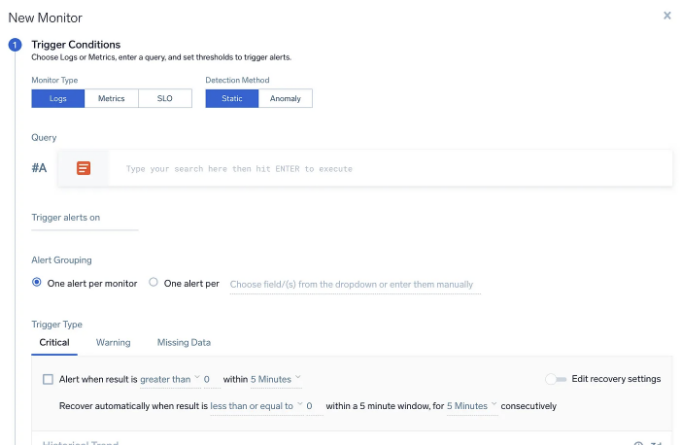 New Monitor
X
1 Trigger Conditions
Choose Logs or Metrics, enter a query, and set thresholds to trigger alerts.
Monitor Type Detection Method
Logs Metrics SLO Static Anomaly
Query
#A Type your search here then hit ENTER to execute
Trigger alerts on
Alert Grouping
One alert per monitor One alert per Choose field/(s) from the dropdown or enter them manually
Trigger Type
Critical Warning Missing Data
Alert when result is greater than 0 within 5 Minutes Edit recovery settings
Recover automatically when result is less than or equal to 0 within a 5 minute window, for 5 Minutes consecutively
Historical Trend